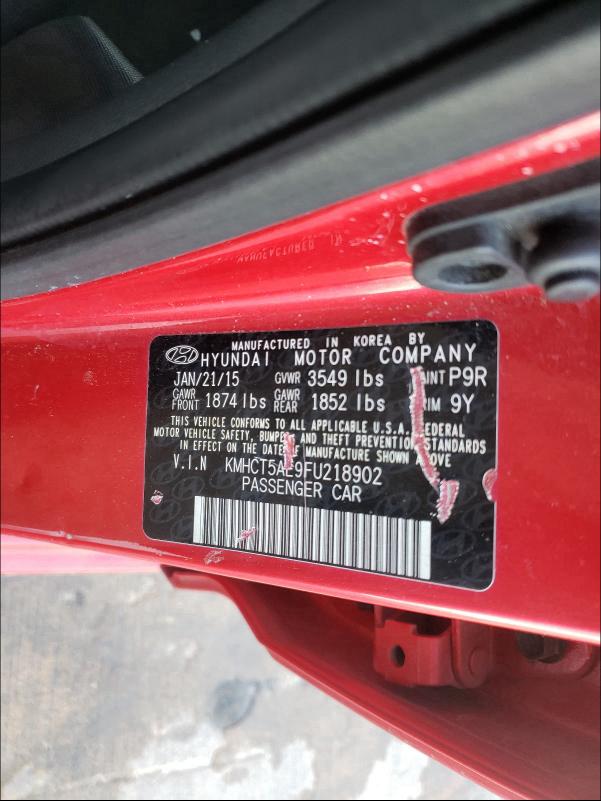 MANUFACTURED IN
MANUFACTURED IN KOREA BY
HYUNDAI MOTOR COMPANY
JAN/21/15 GVWR 3549 lbs P9R
GAWR FRONT 1874 lbs GAWR REAR 1852 lbs 9Y
THIS VEHICLE CONFORMS TO ALL APPLICABLE U.S.A. FEDERAL
MOTOR VEHICLE SAFETY, BUMPER AND THEFT PREVENTION STANDARDS
IN EFFECT ON THE DATE OF MANUFACTURE SHOWN ABOVE
V.I.N KMHCT5AE9FU218902
PASSENGER CAR